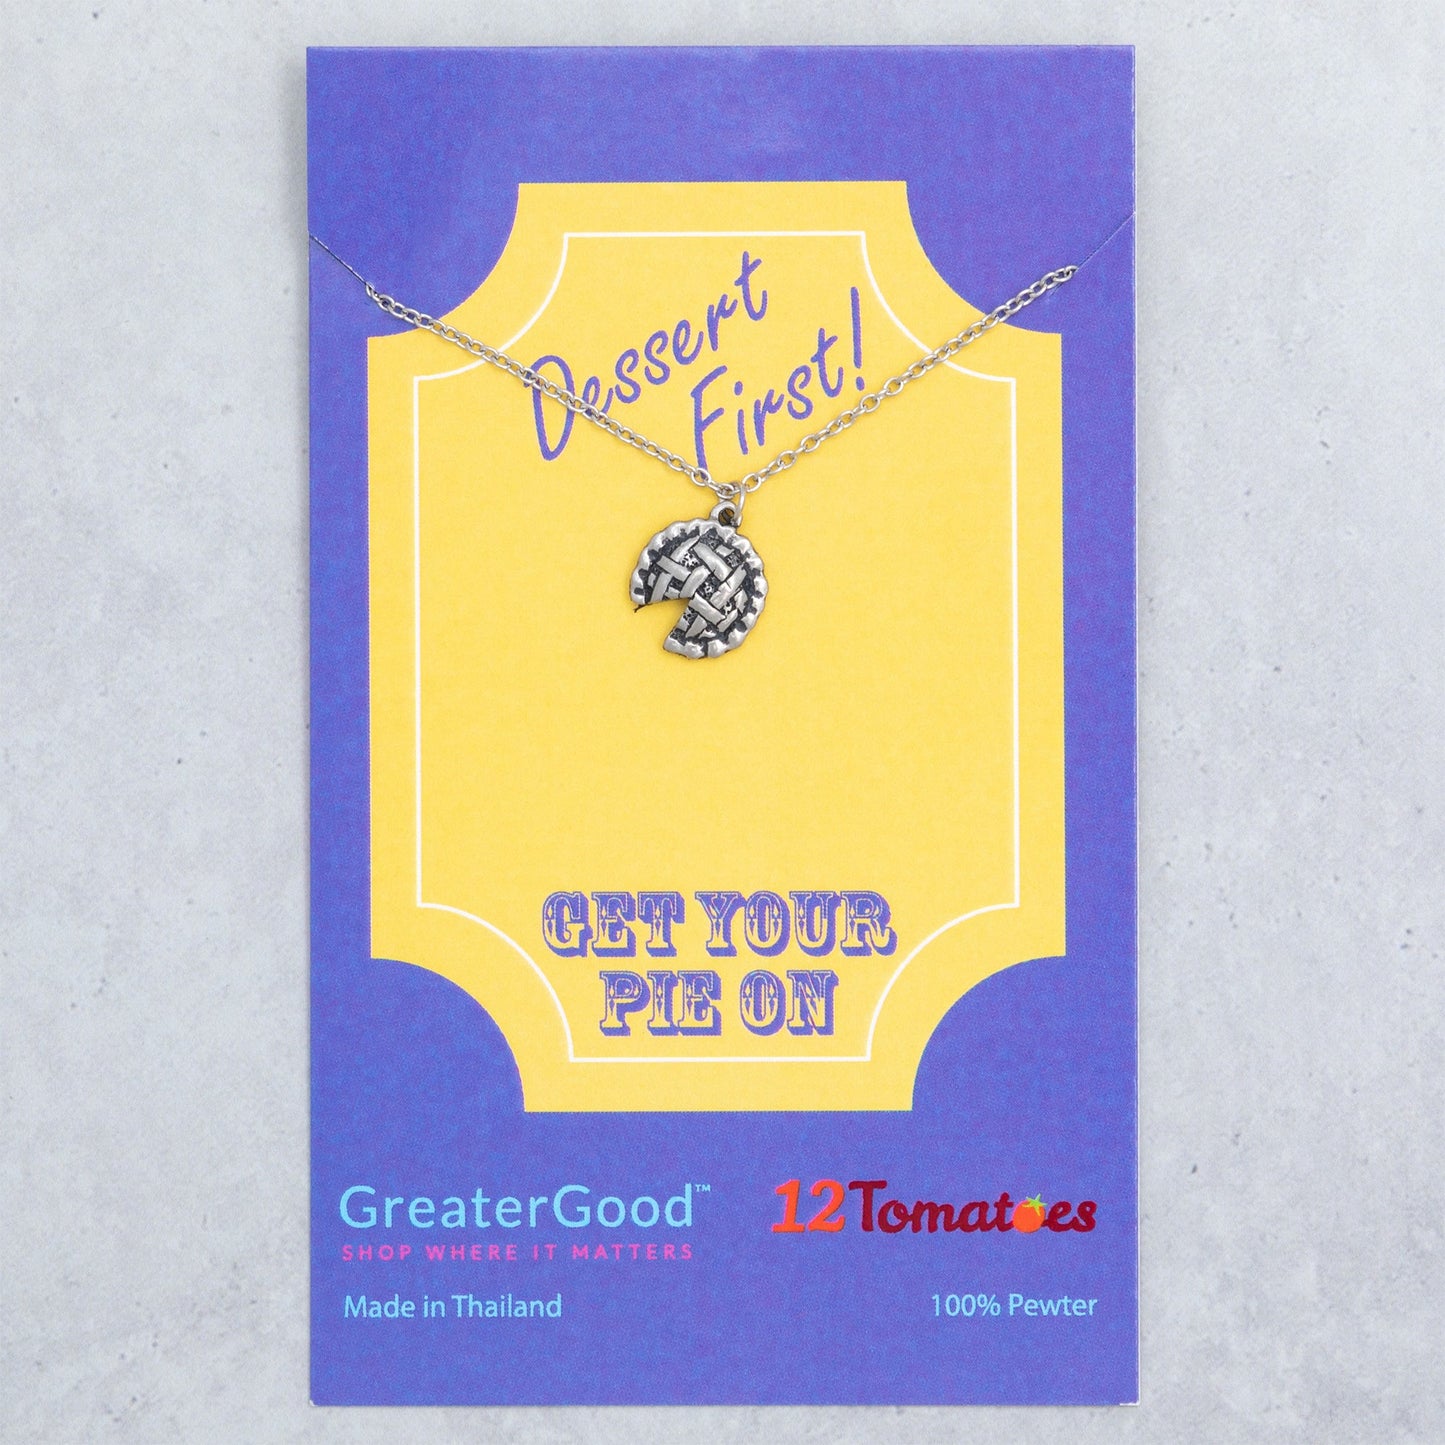 Dessert
First!
GET YOUR
PIE ON
GreaterGood™
SHOP WHERE IT MATTERS
12Tomatoes
Made in Thailand
100% Pewter